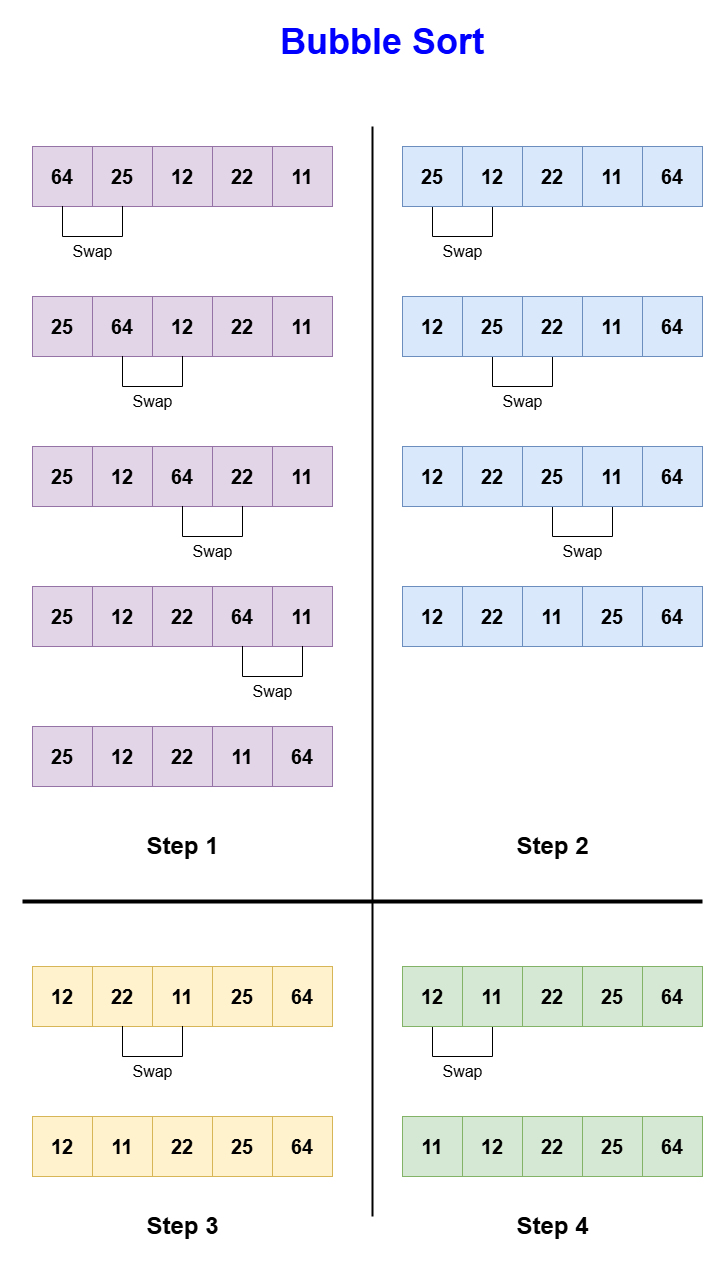 Bubble Sort
64 25 12 22 11
Swap
25 64 12 22 11
Swap
25 12 64 22 11
Swap
25 12 22 64 11
Swap
25 12 22 11 64
Step 1
25 12 22 11 64
Swap
12 25 22 11 64
Swap
12 22 25 11 64
Swap
12 22 11 25 64
Step 2
12 22 11 25 64
Swap
12 11 22 25 64
Step 3
12 11 22 25 64
Swap
11 12 22 25 64
Step 4